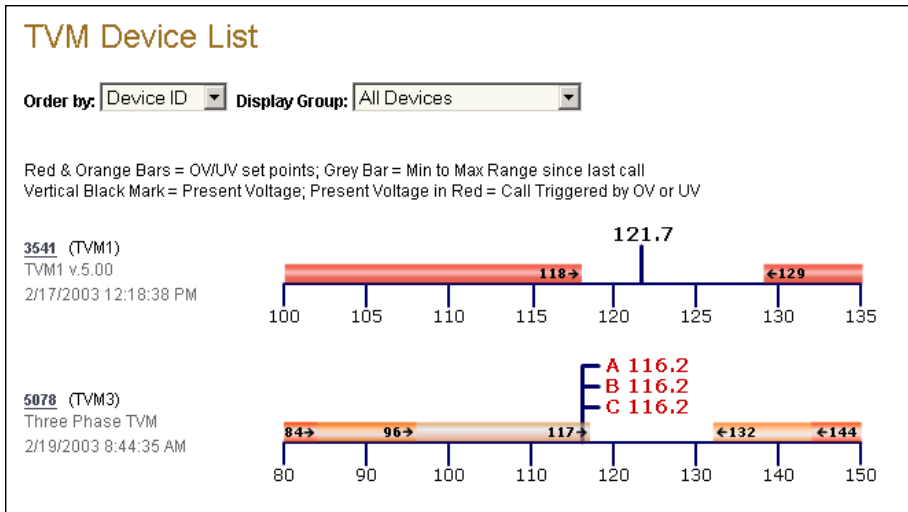 TVM Device List
Order by: Device ID Display Group: All Devices
Red & Orange Bars = OV/UV set points; Grey Bar = Min to Max Range since last call
Vertical Black Mark = Present Voltage; Present Voltage in Red = Call Triggered by OV or UV
3541 (TVM1)
TVM1 v.5.00
2/17/2003 12:18:38 PM
121.7
118→ ←129
100 105 110 115 120 125 130 135
5078 (TVM3)
Three Phase TVM
2/19/2003 8:44:35 AM
A 116.2
B 116.2
C 116.2
84→ 96→ 117→ ←132 ←144
80 90 100 110 120 130 140 150